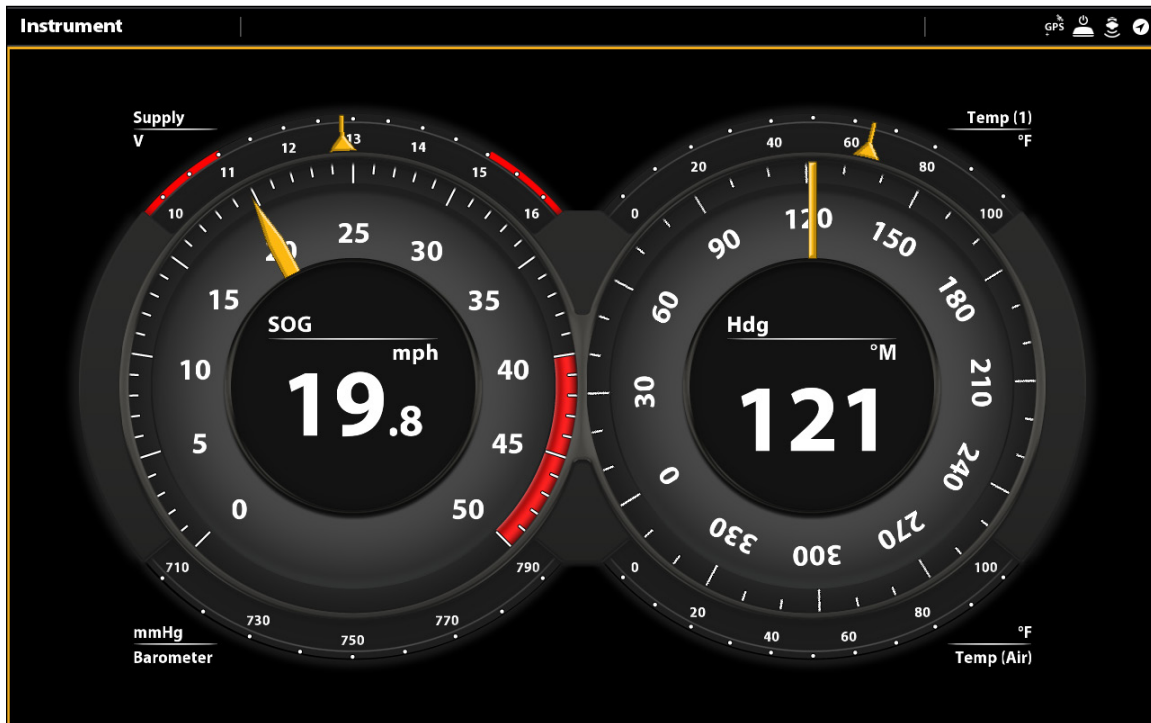 Instrument
GPS
Supply
V
10 11 12 13 14 15 16
Temp (1)
°F
0 20 40 60 80 100
0 5 10 15 20 25 30 35 40 45 50
SOG
mph
19.8
0 30 60 90 120 150 180 210 240 270 300 330
Hdg
°M
121
710 730 750 770 790
mmHg
Barometer
0 20 40 60 80 100
°F
Temp (Air)